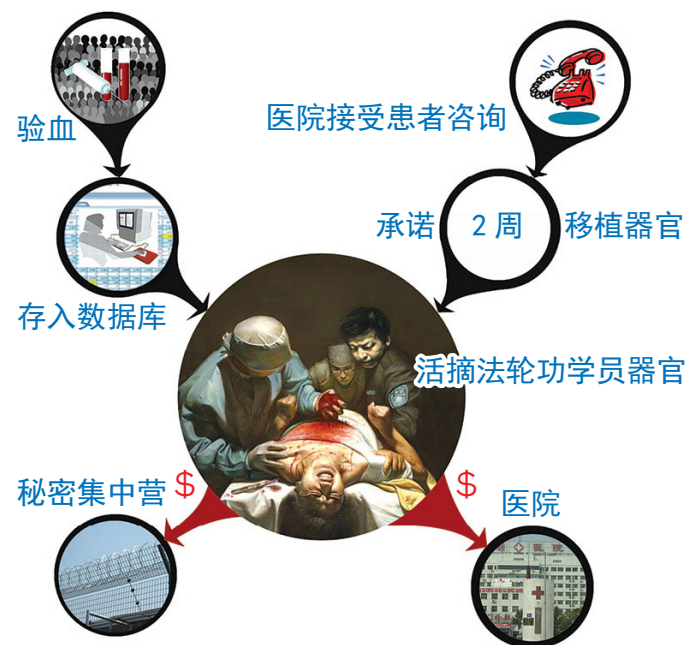 验血
医院接受患者咨询
承诺 2周 移植器官
存入数据库
活摘法轮功学员器官
秘密集中营 $
$ 医院